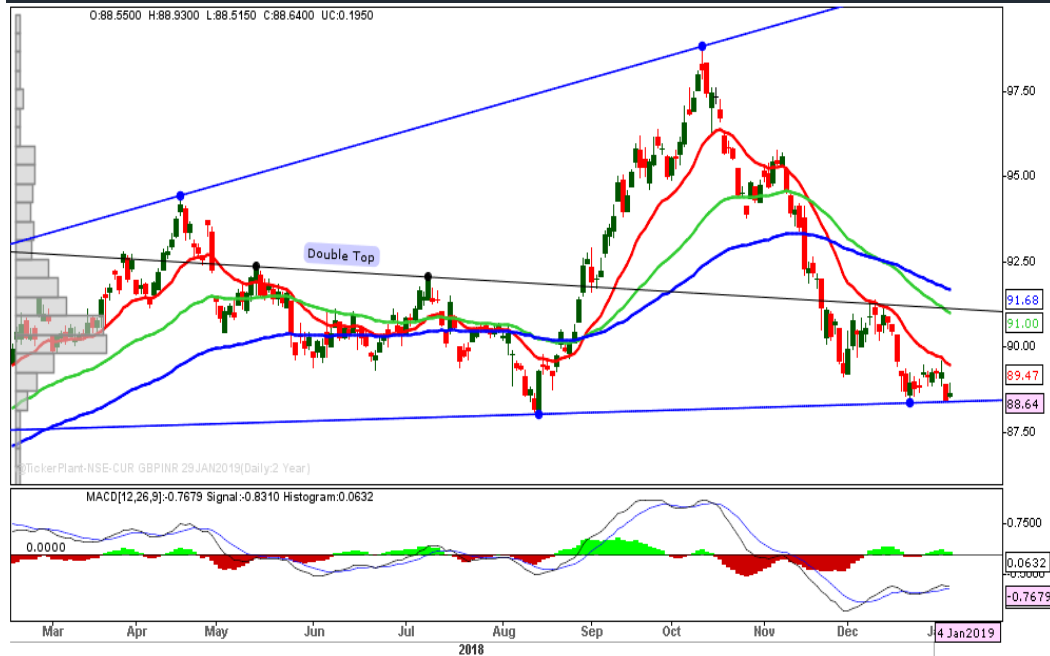 O:88.5500 H:88.9300 L:88.5150 C:88.6400 UC:0.1950
97.50
95.00
Double Top
92.50
91.68
91.00
90.00
89.47
88.64
87.50
TickerPlant-NSE-CUR GBPINR 29JAN2019(Daily:2 Year)
MACD[12,26,9]:-0.7679 Signal:-0.8310 Histogram:0.0632
0.7500
0.0000
0.0632
-0.7679
Mar Apr May Jun Jul Aug Sep Oct Nov Dec 4 Jan2019
2018